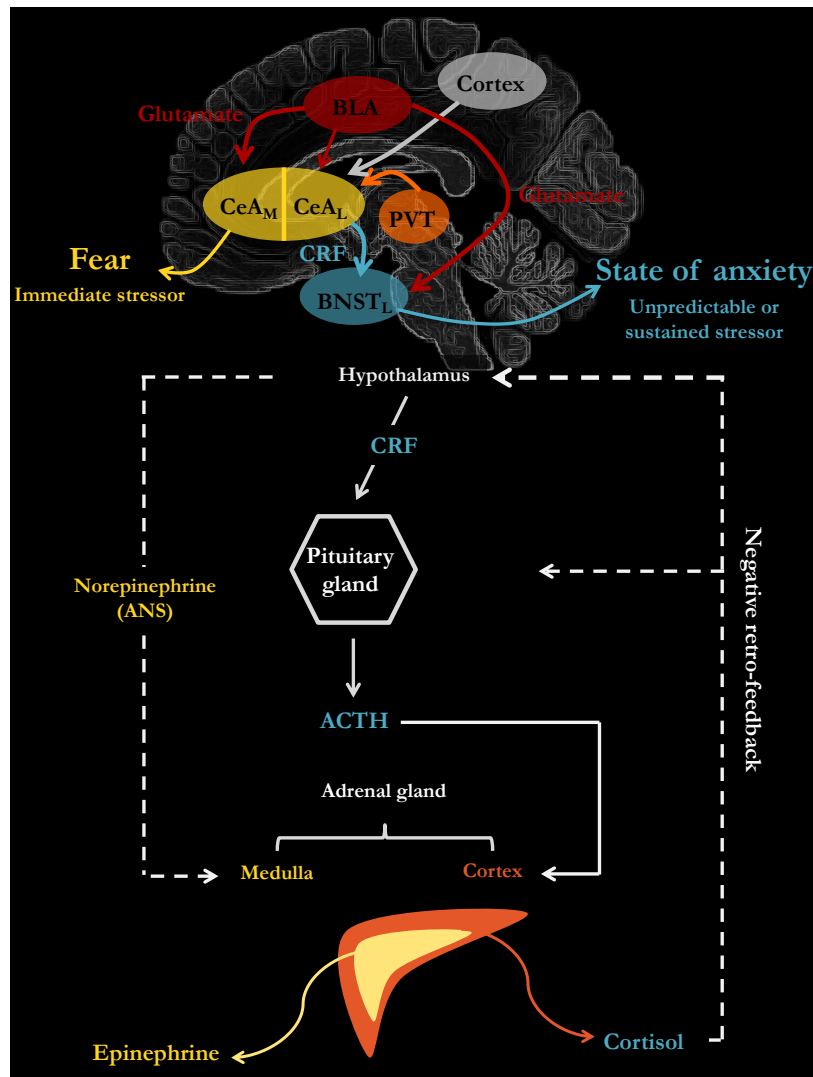 Cortex
Glutamate
BLA
CeAM
CeAL
PVT
Glutamate
Fear
Immediate stressor
CRF
BNSTL
State of anxiety
Unpredictable or
sustained stressor
Hypothalamus
CRF
Pituitary
gland
Norepinephrine
(ANS)
Negative retro-feedback
ACTH
Adrenal gland
Medulla
Cortex
Epinephrine
Cortisol